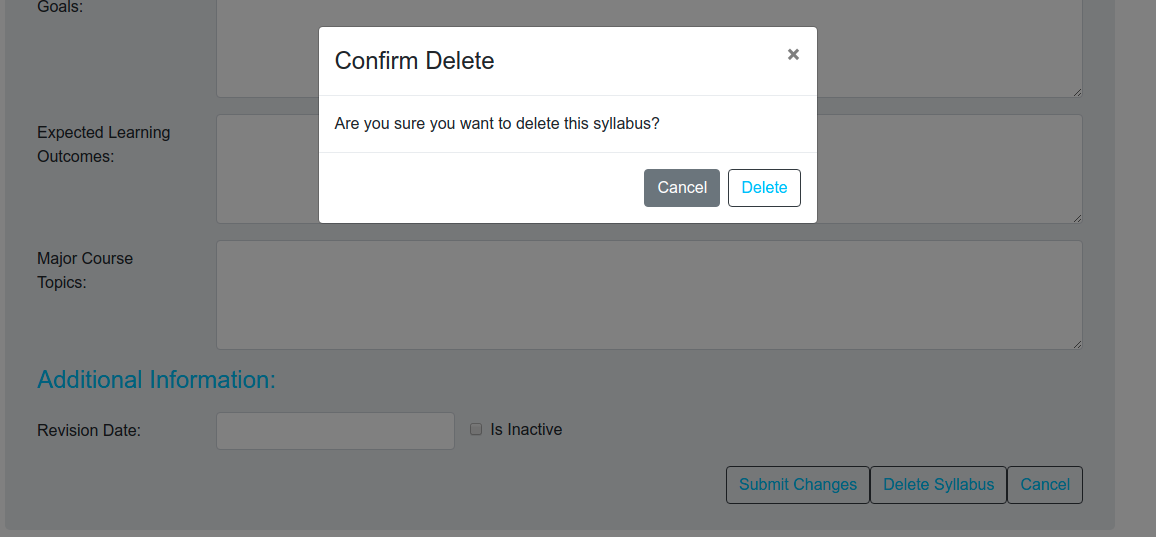 Goals:
Confirm Delete
×
Are you sure you want to delete this syllabus?
Cancel
Delete
Expected Learning
Outcomes:
Major Course
Topics:
Additional Information:
Revision Date:
Is Inactive
Submit Changes
Delete Syllabus
Cancel